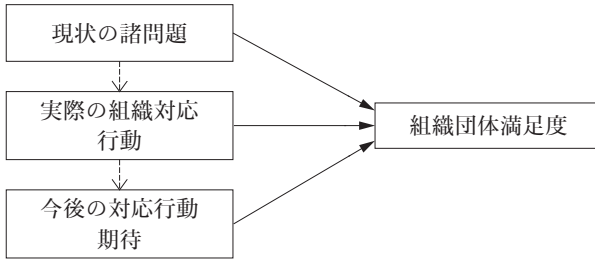 現状の諸問題
実際の組織対応
行動
組織団体満足度
今後の対応行動
期待